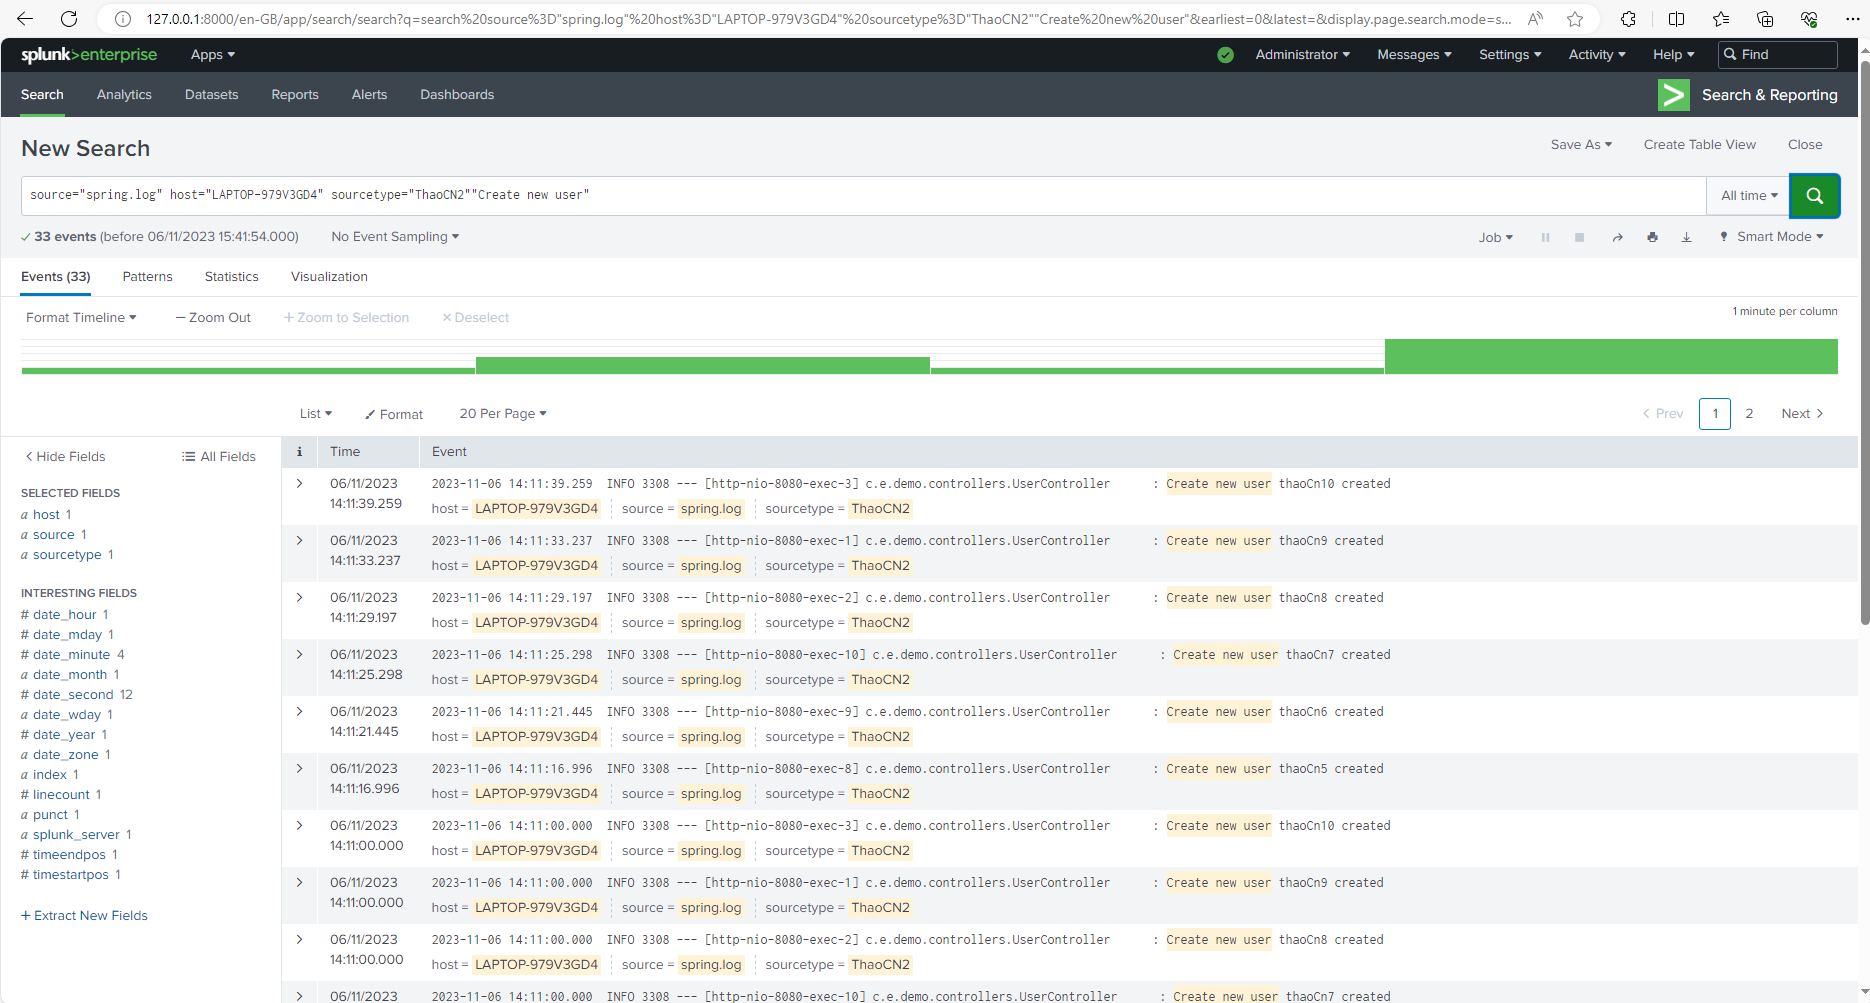 127.0.0.1:8000/en-GB/app/search/search?q=search%20source%3D"spring.log"%20host%3D"LAPTOP-979V3GD4"%20sourcetype%3D"ThaoCN2""Create%20new%20user"&earliest=0&latest=&display.page.search.mode=s...
splunk>enterprise Apps Administrator Messages Settings Activity Help Find
Search Analytics Datasets Reports Alerts Dashboards Search & Reporting
New Search Save As Create Table View Close
source="spring.log" host="LAPTOP-979V3GD4" sourcetype="ThaoCN2""Create new user" All time
33 events (before 06/11/2023 15:41:54.000) No Event Sampling Job Smart Mode
Events (33) Patterns Statistics Visualization
Format Timeline — Zoom Out + Zoom to Selection × Deselect 1 minute per column
List Format 20 Per Page < Prev 1 2 Next >
< Hide Fields All Fields
SELECTED FIELDS
a host 1
a source 1
a sourcetype 1
INTERESTING FIELDS
# date_hour 1
# date_mday 1
# date_minute 4
a date_month 1
# date_second 12
a date_wday 1
# date_year 1
a date_zone 1
a index 1
# linecount 1
a punct 1
a splunk_server 1
# timeendpos 1
# timestartpos 1
+ Extract New Fields
i Time Event
> 06/11/2023 2023-11-06 14:11:39.259 INFO 3308 --- [http-nio-8080-exec-3] c.e.demo.controllers.UserController : Create new user thaoCn10 created
14:11:39.259 host = LAPTOP-979V3GD4 source = spring.log sourcetype = ThaoCN2
> 06/11/2023 2023-11-06 14:11:33.237 INFO 3308 --- [http-nio-8080-exec-1] c.e.demo.controllers.UserController : Create new user thaoCn9 created
14:11:33.237 host = LAPTOP-979V3GD4 source = spring.log sourcetype = ThaoCN2
> 06/11/2023 2023-11-06 14:11:29.197 INFO 3308 --- [http-nio-8080-exec-2] c.e.demo.controllers.UserController : Create new user thaoCn8 created
14:11:29.197 host = LAPTOP-979V3GD4 source = spring.log sourcetype = ThaoCN2
> 06/11/2023 2023-11-06 14:11:25.298 INFO 3308 --- [http-nio-8080-exec-10] c.e.demo.controllers.UserController : Create new user thaoCn7 created
14:11:25.298 host = LAPTOP-979V3GD4 source = spring.log sourcetype = ThaoCN2
> 06/11/2023 2023-11-06 14:11:21.445 INFO 3308 --- [http-nio-8080-exec-9] c.e.demo.controllers.UserController : Create new user thaoCn6 created
14:11:21.445 host = LAPTOP-979V3GD4 source = spring.log sourcetype = ThaoCN2
> 06/11/2023 2023-11-06 14:11:16.996 INFO 3308 --- [http-nio-8080-exec-8] c.e.demo.controllers.UserController : Create new user thaoCn5 created
14:11:16.996 host = LAPTOP-979V3GD4 source = spring.log sourcetype = ThaoCN2
> 06/11/2023 2023-11-06 14:11:00.000 INFO 3308 --- [http-nio-8080-exec-3] c.e.demo.controllers.UserController : Create new user thaoCn10 created
14:11:00.000 host = LAPTOP-979V3GD4 source = spring.log sourcetype = ThaoCN2
> 06/11/2023 2023-11-06 14:11:00.000 INFO 3308 --- [http-nio-8080-exec-1] c.e.demo.controllers.UserController : Create new user thaoCn9 created
14:11:00.000 host = LAPTOP-979V3GD4 source = spring.log sourcetype = ThaoCN2
> 06/11/2023 2023-11-06 14:11:00.000 INFO 3308 --- [http-nio-8080-exec-2] c.e.demo.controllers.UserController : Create new user thaoCn8 created
14:11:00.000 host = LAPTOP-979V3GD4 source = spring.log sourcetype = ThaoCN2
> 06/11/2023 2023-11-06 14:11:00.000 INFO 3308 --- [http-nio-8080-exec-10] c.e.demo.controllers.UserController : Create new user thaoCn7 created